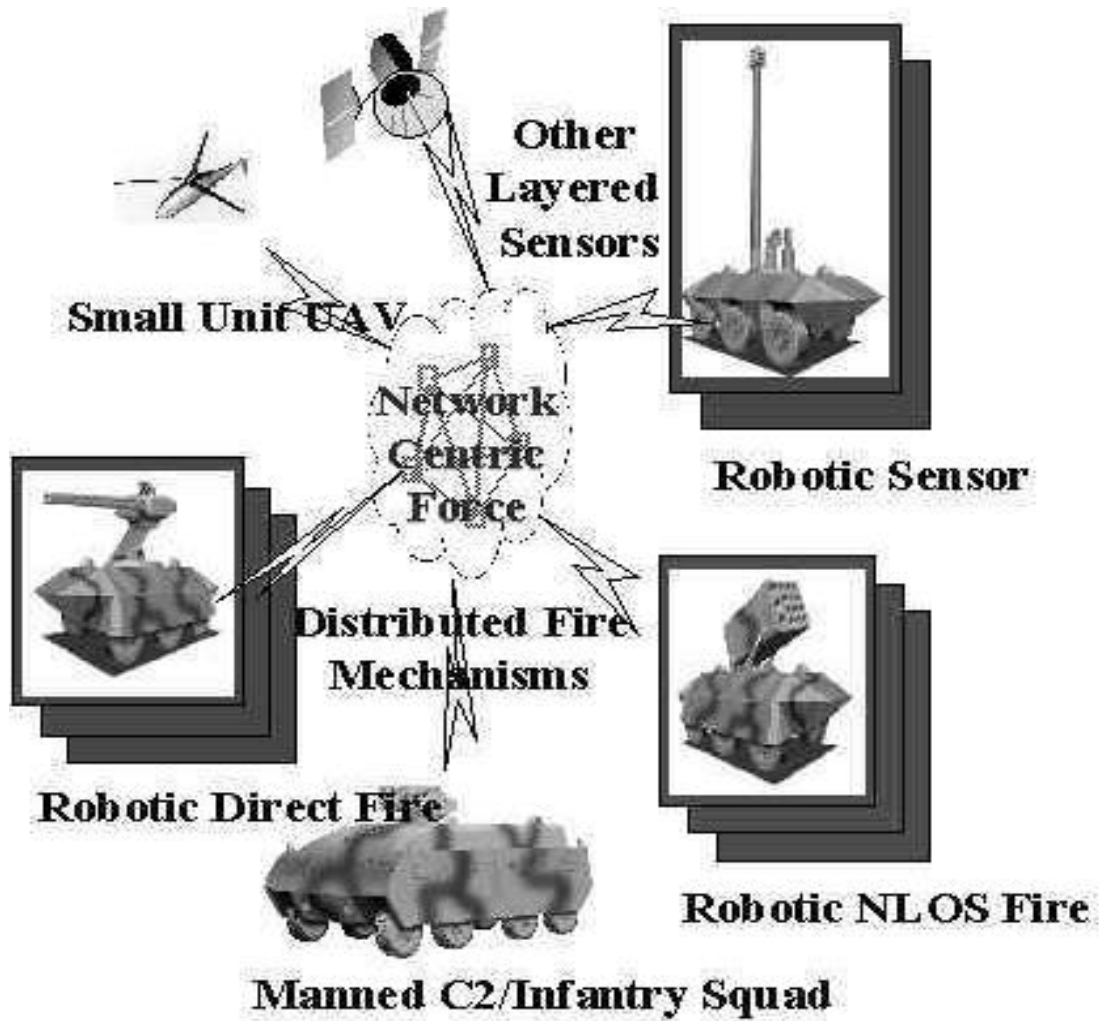 Other
Layered
Sensors
Small Unit UAV
Network
Centric
Force
Robotic Sensor
Distributed Fire
Mechanisms
Robotic Direct Fire
Robotic NLOS Fire
Manned C2/Infantry Squad